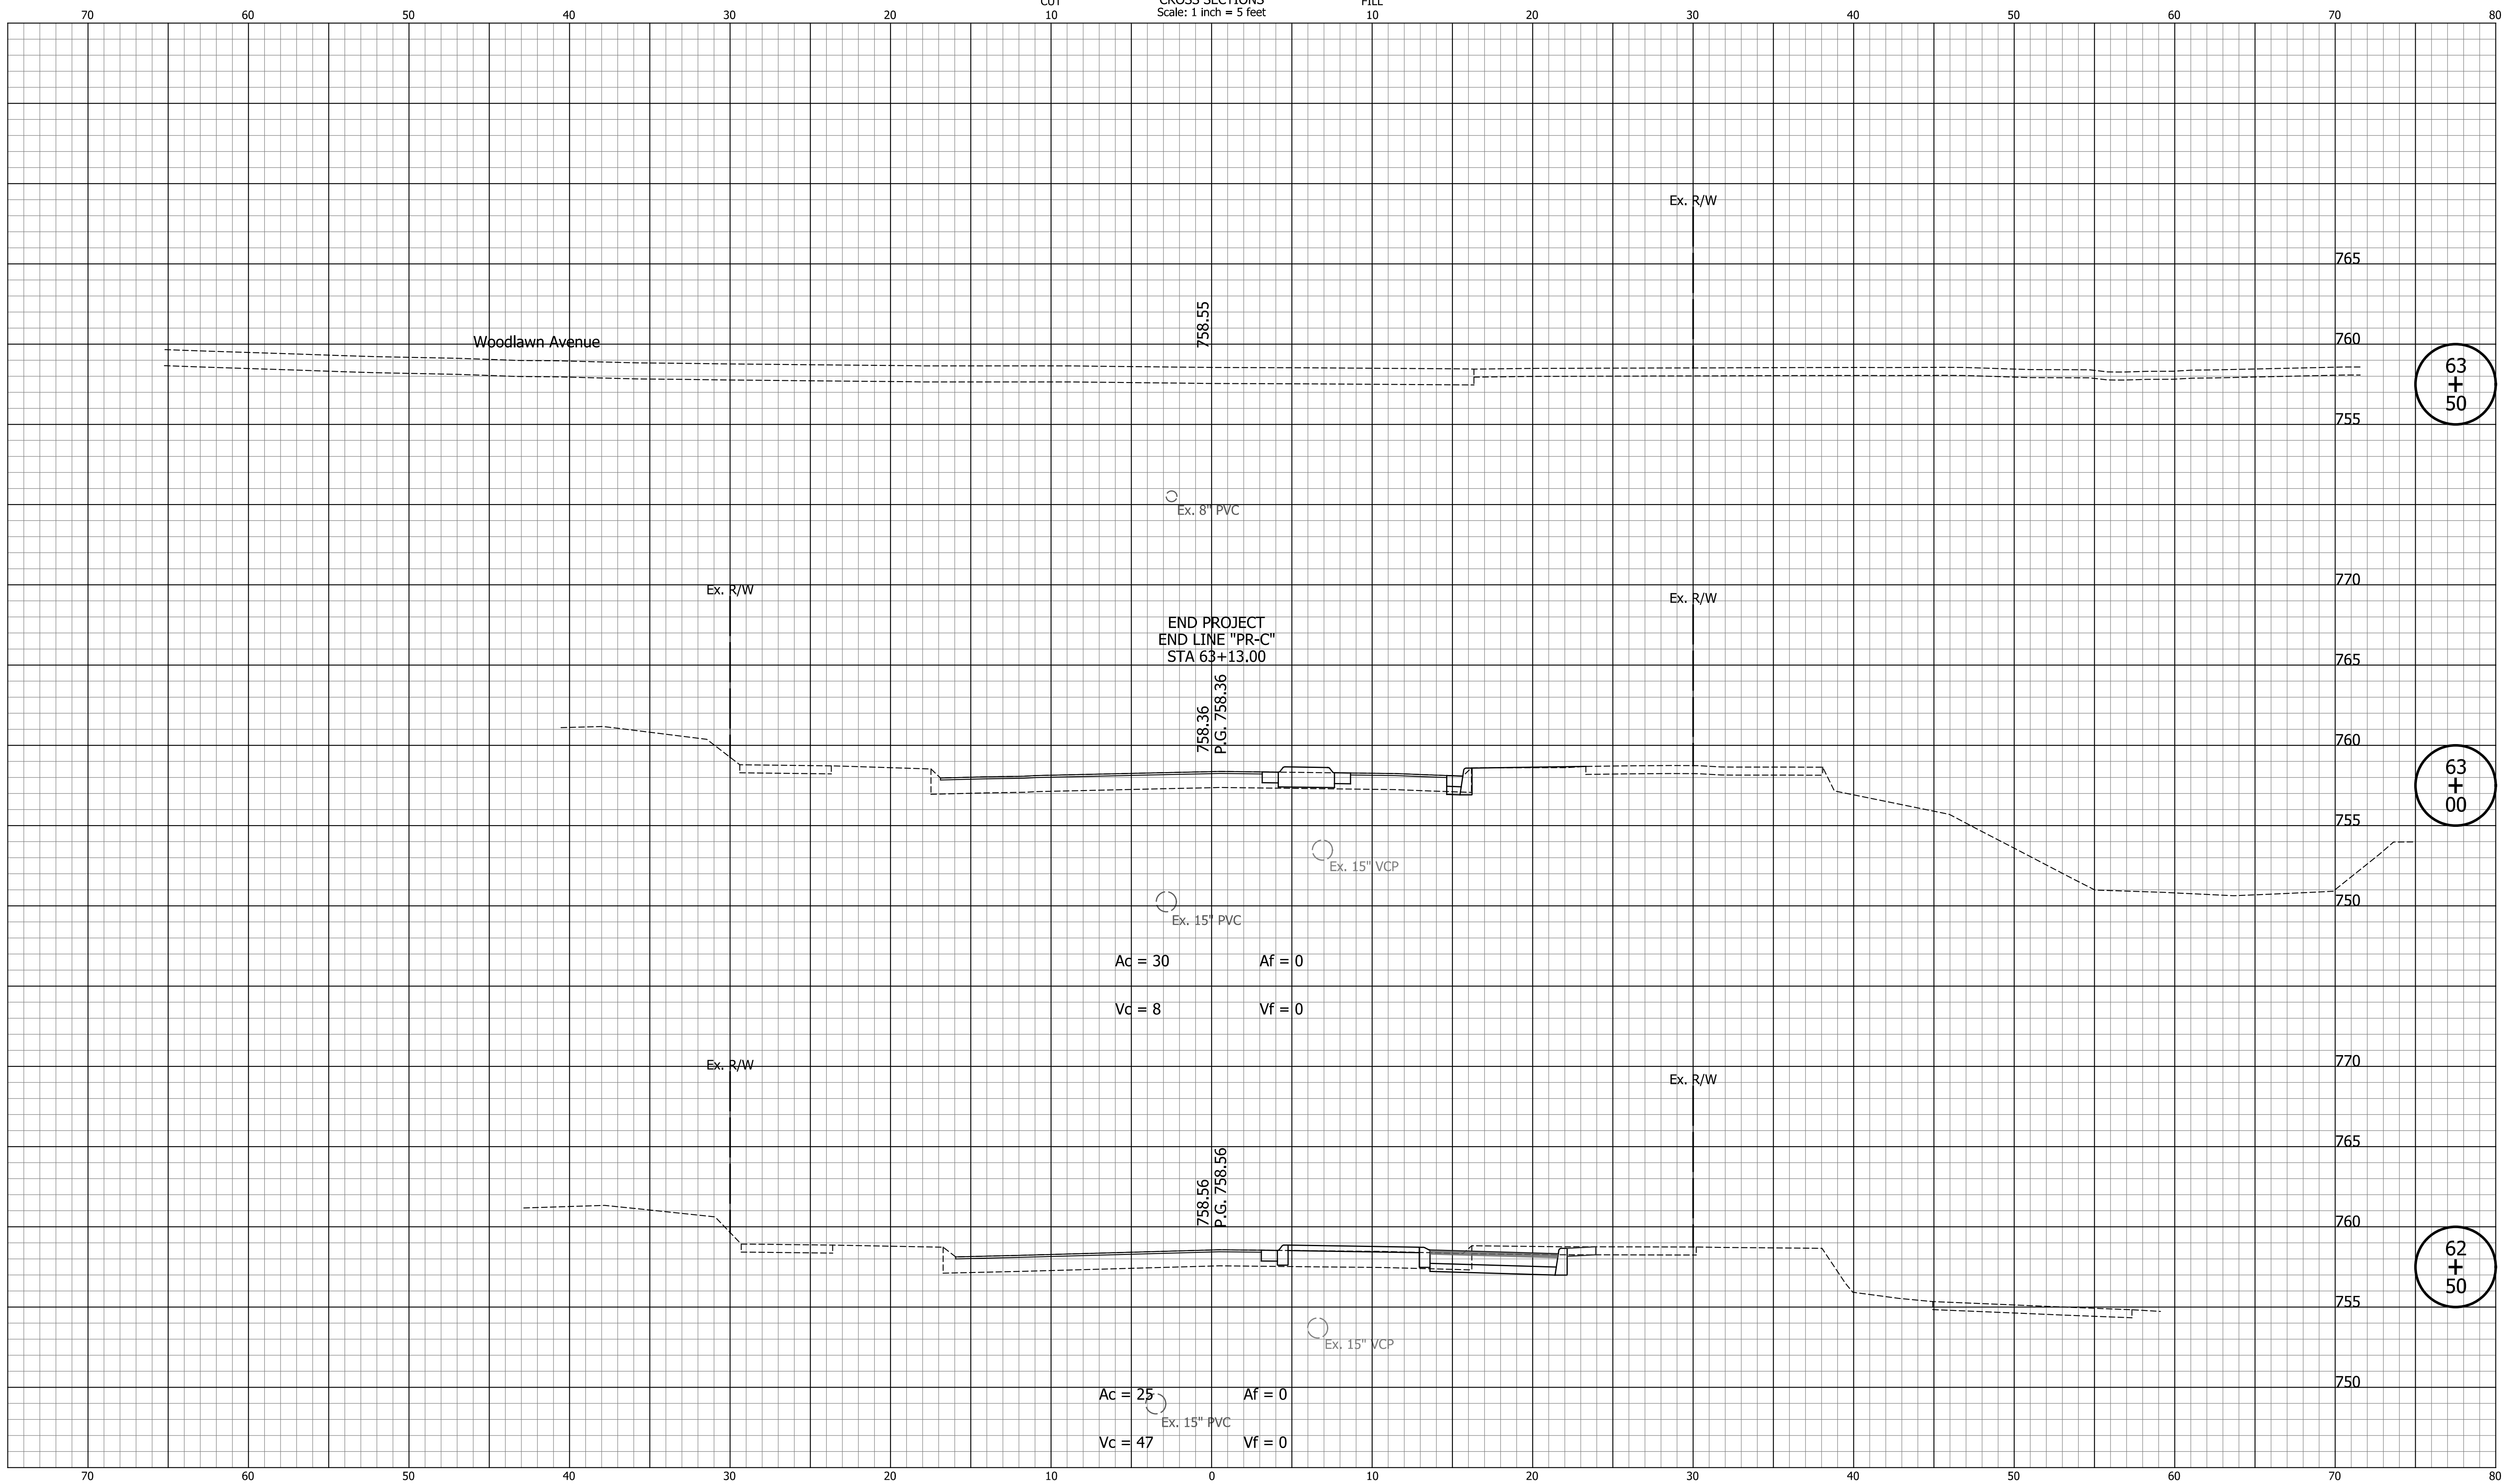 CUT CROSS SECTIONS FILL
Scale: 1 inch = 5 feet
70 60 50 40 30 20 10 10 20 30 40 50 60 70 80
Ex. R/W
765
758.55
Woodlawn Avenue
760
63
+
50
755
Ex. 8" PVC
770
Ex. R/W
Ex. R/W
END PROJECT
END LINE "PR-C"
STA 63+13.00
765
758.36
P.G. 758.36
760
63
+
00
755
Ex. 15" VCP
750
Ex. 15" PVC
Ac = 30 Af = 0
Vc = 8 Vf = 0
770
Ex. R/W
Ex. R/W
765
758.56
P.G. 758.56
760
62
+
50
755
Ex. 15" VCP
750
Ac = 25 Af = 0
Ex. 15" PVC
Vc = 47 Vf = 0
70 60 50 40 30 20 10 0 10 20 30 40 50 60 70 80